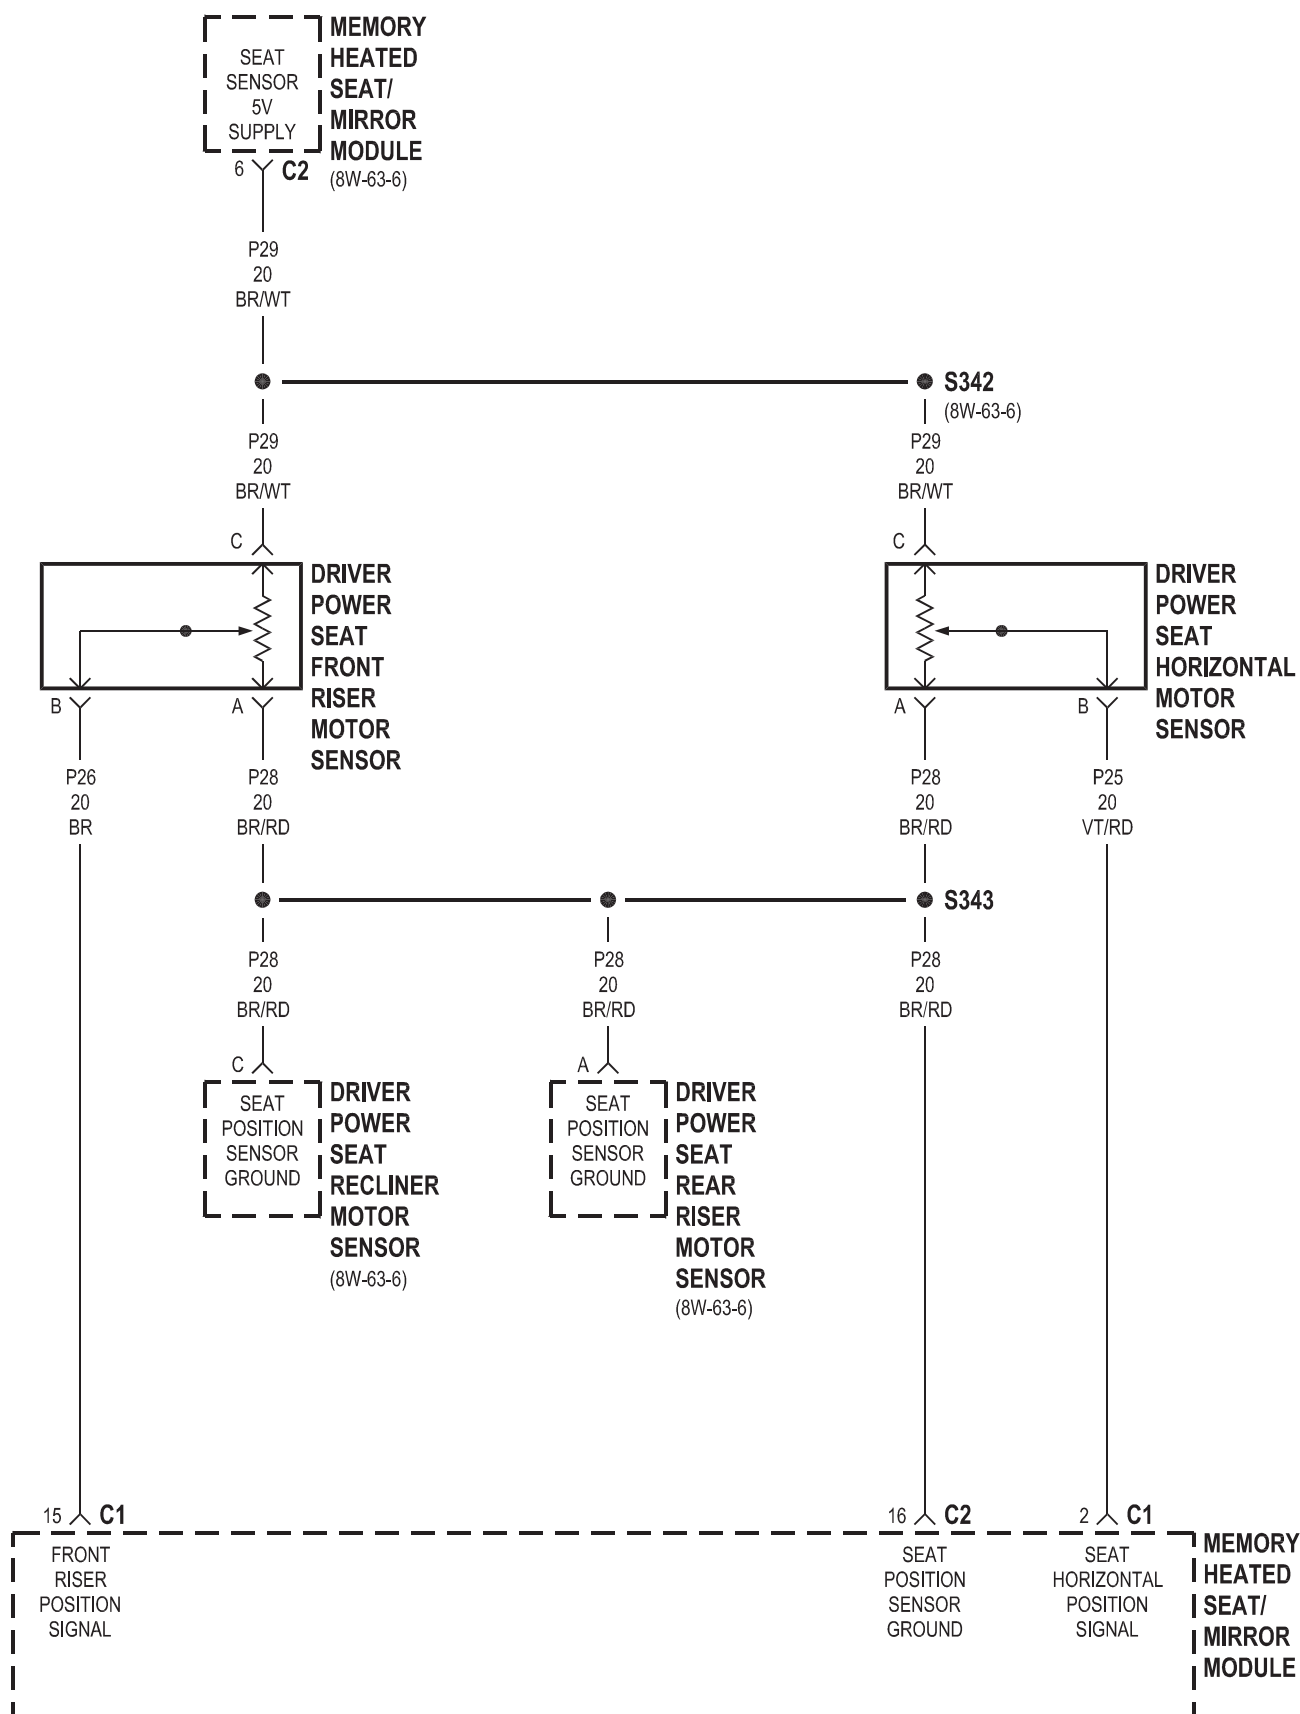 SEAT
SENSOR
5V
SUPPLY
MEMORY
HEATED
SEAT/
MIRROR
MODULE
(8W-63-6)
6
C2
P29
20
BR/WT
S342
(8W-63-6)
P29
20
BR/WT
P29
20
BR/WT
C
C
DRIVER
POWER
SEAT
FRONT
RISER
MOTOR
SENSOR
DRIVER
POWER
SEAT
HORIZONTAL
MOTOR
SENSOR
B
A
A
B
P26
20
BR
P28
20
BR/RD
P28
20
BR/RD
P25
20
VT/RD
S343
P28
20
BR/RD
P28
20
BR/RD
P28
20
BR/RD
C
A
SEAT
POSITION
SENSOR
GROUND
DRIVER
POWER
SEAT
RECLINER
MOTOR
SENSOR
(8W-63-6)
SEAT
POSITION
SENSOR
GROUND
DRIVER
POWER
SEAT
REAR
RISER
MOTOR
SENSOR
(8W-63-6)
15
C1
16
C2
2
C1
FRONT
RISER
POSITION
SIGNAL
SEAT
POSITION
SENSOR
GROUND
SEAT
HORIZONTAL
POSITION
SIGNAL
MEMORY
HEATED
SEAT/
MIRROR
MODULE